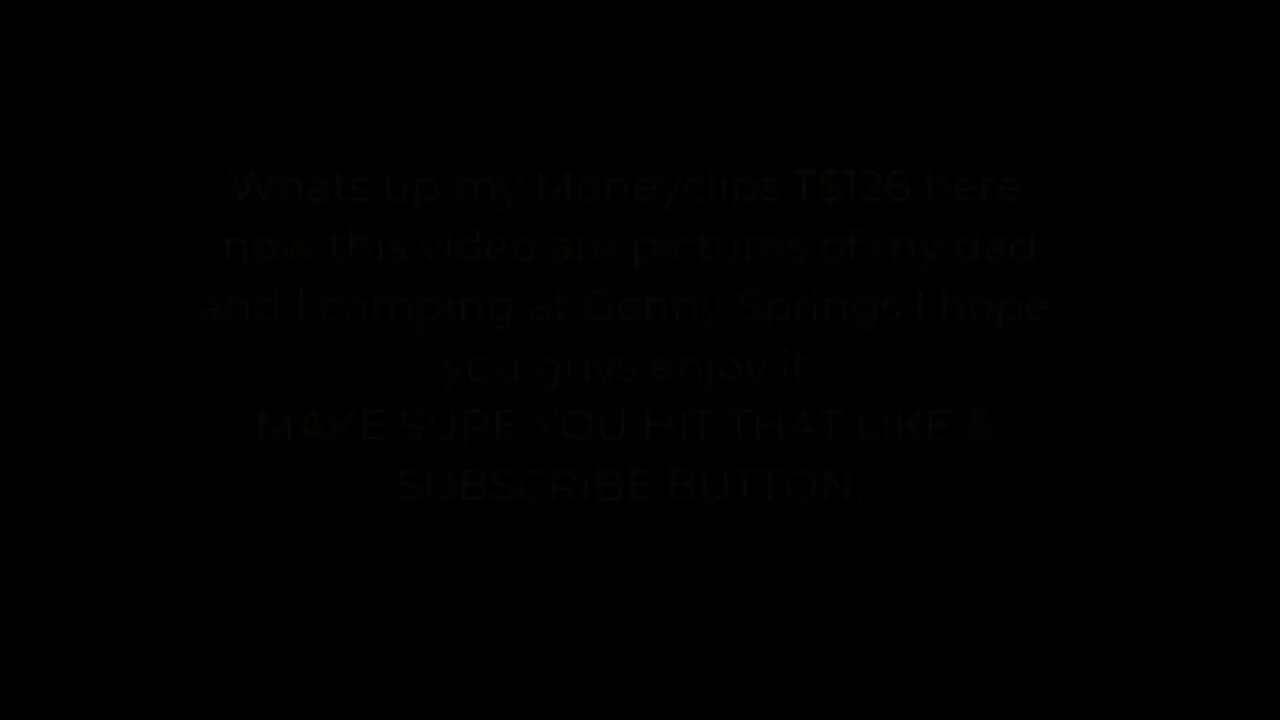 Whats up my Moneyclips T$128 here,
now this video are pictures of my dad
and I camping at Genny Springs I hope
you guys enjoy it.
MAKE SURE YOU HIT THAT LIKE &
SUBSCRIBE BUTTON.